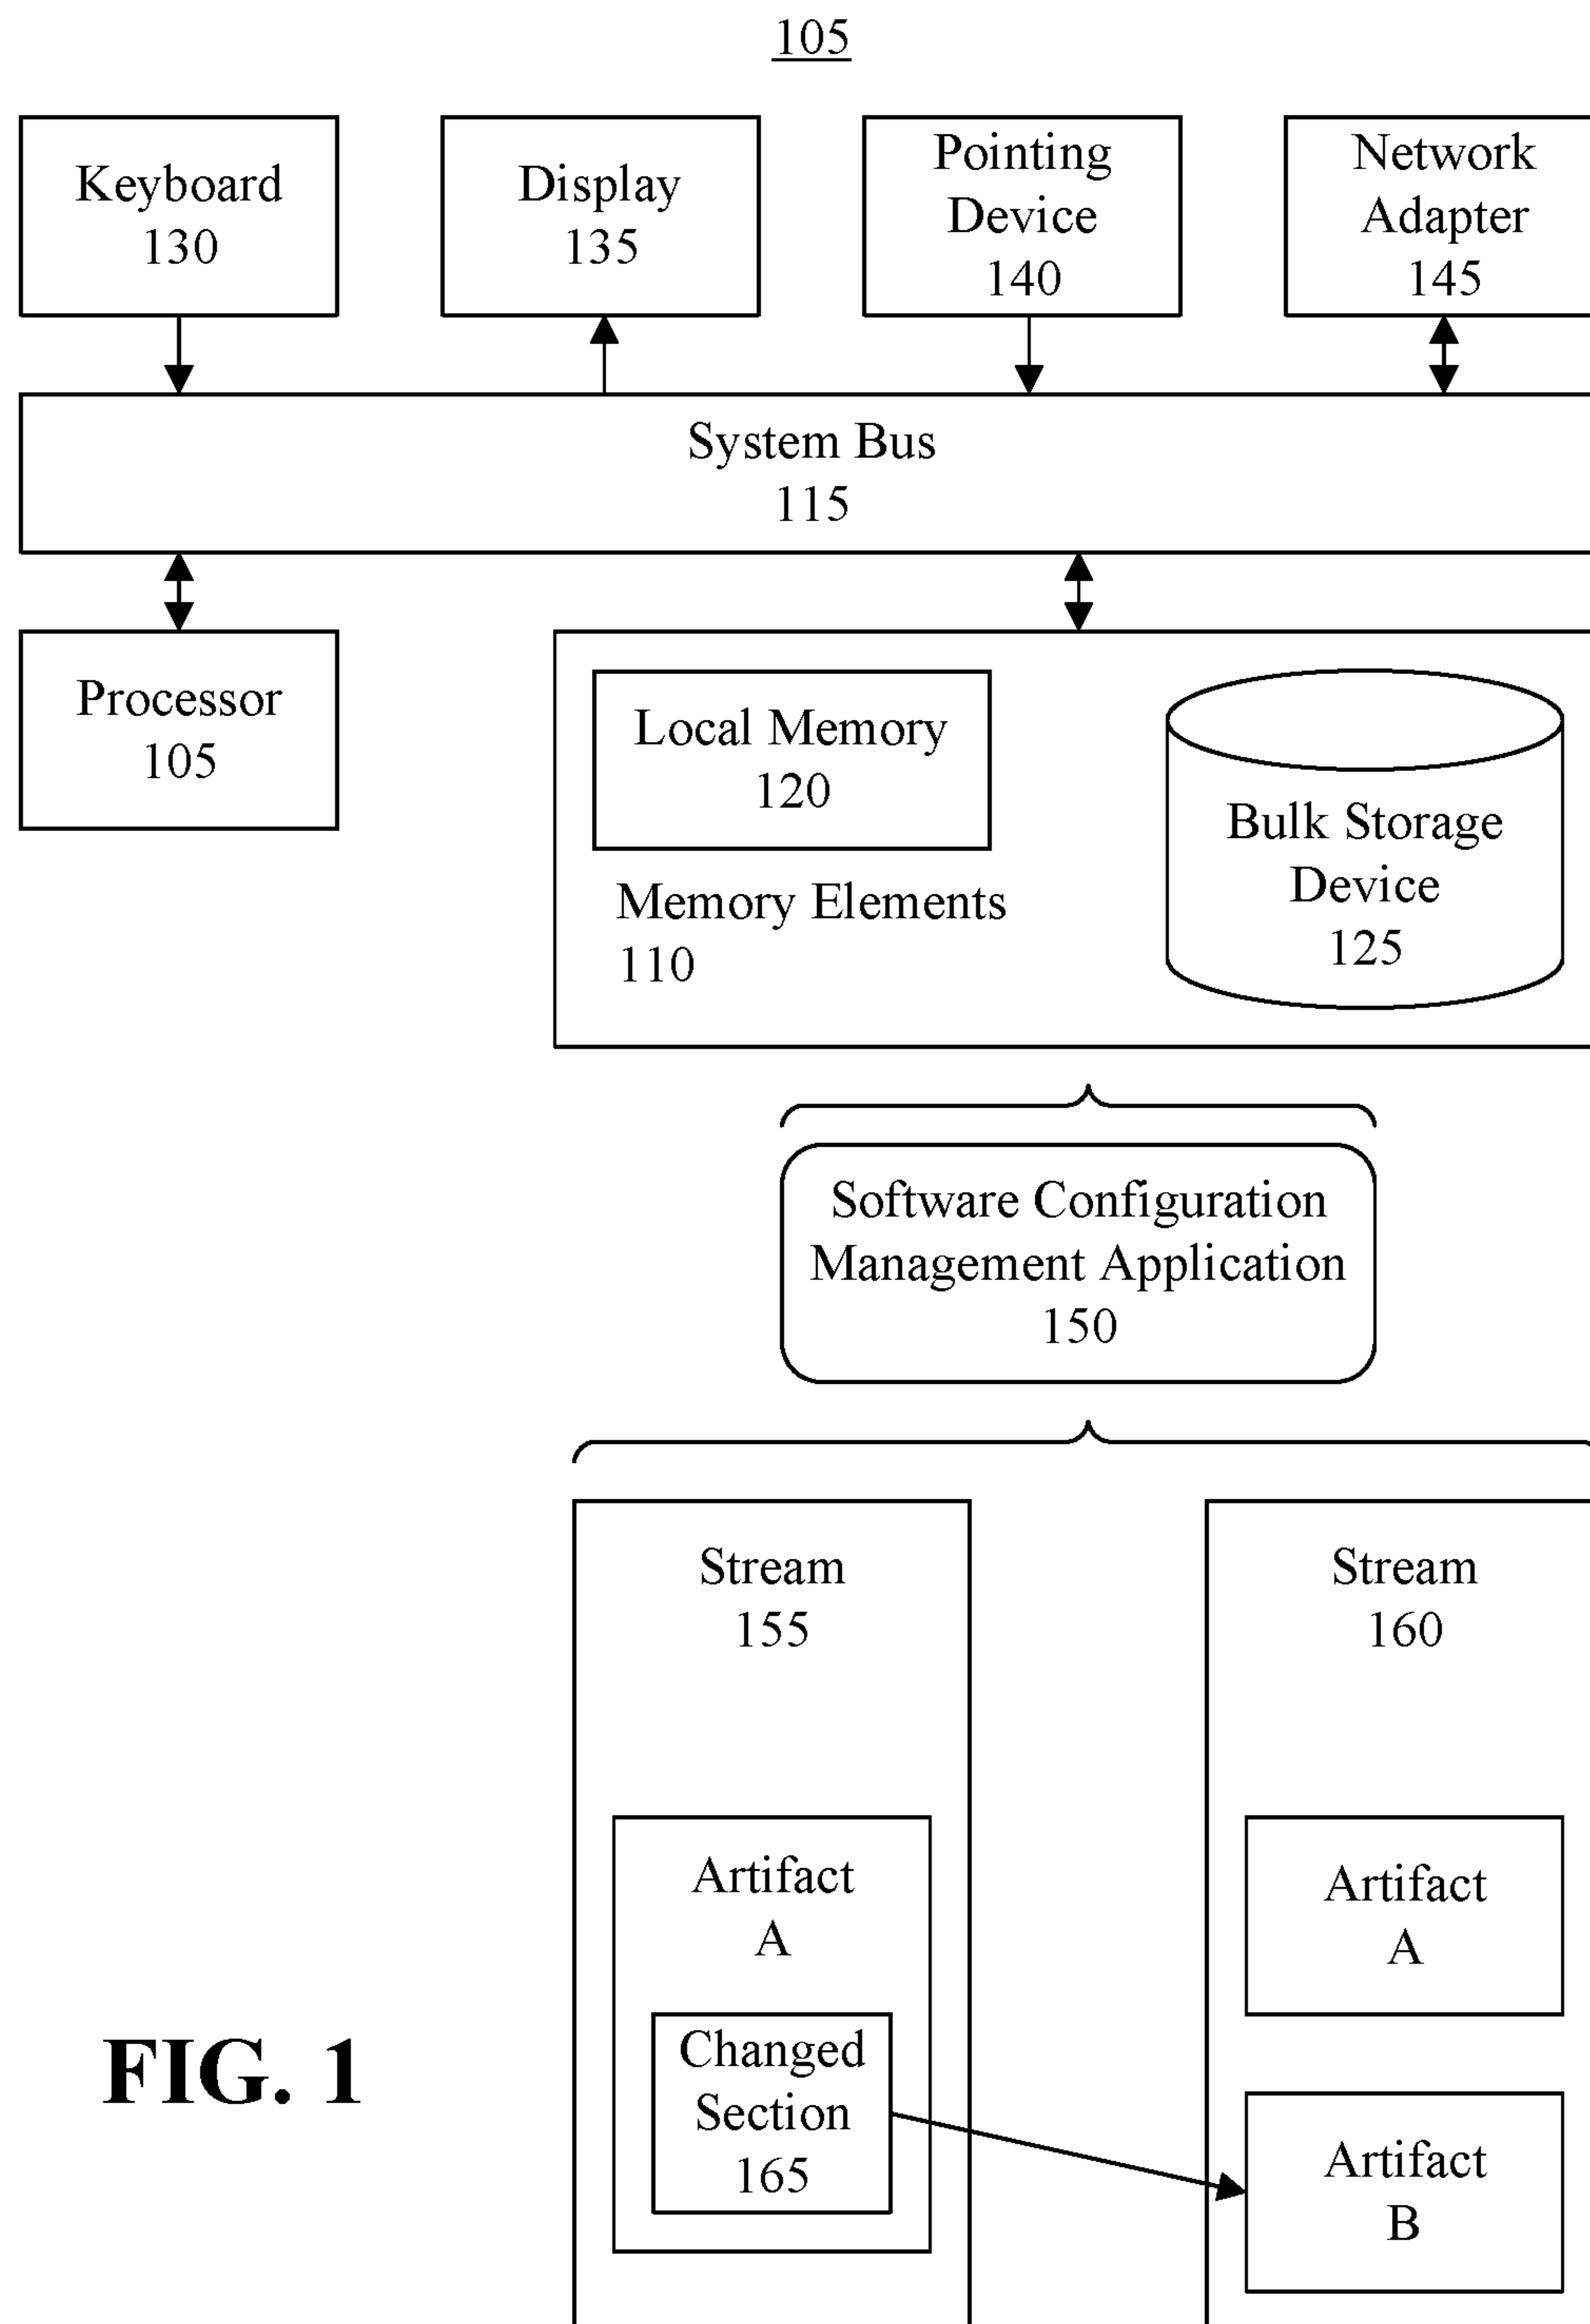 105
Keyboard
130
Display
135
Pointing
Device
140
Network
Adapter
145
System Bus
115
Processor
105
Local Memory
120
Memory Elements
110
Bulk Storage
Device
125
Software Configuration
Management Application
150
Stream
155
Stream
160
Artifact
A
Changed
Section
165
Artifact
A
Artifact
B
FIG. 1